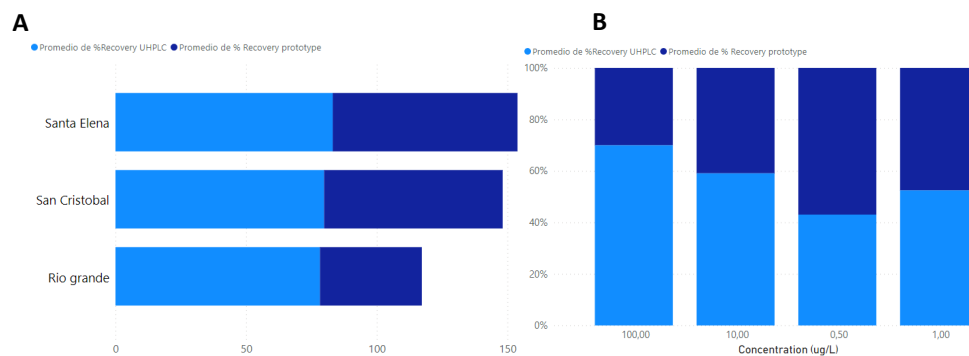 A
Promedio de %Recovery UHPLC Promedio de % Recovery prototype
Santa Elena
San Cristobal
Rio grande
0 50 100 150
B
Promedio de %Recovery UHPLC Promedio de % Recovery prototype
100%
80%
60%
40%
20%
0%
100,00 10,00 0,50 1,00
Concentration (ug/L)